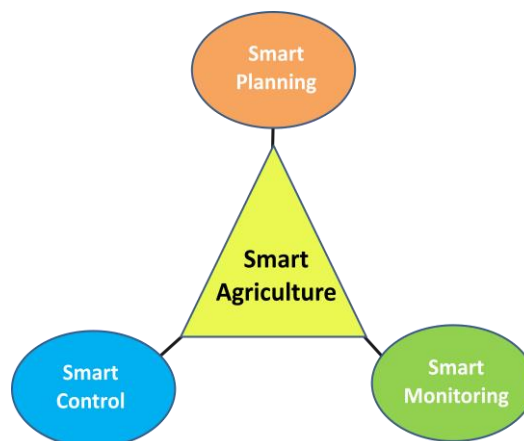 Smart
Planning
Smart
Agriculture
Smart
Control
Smart
Monitoring